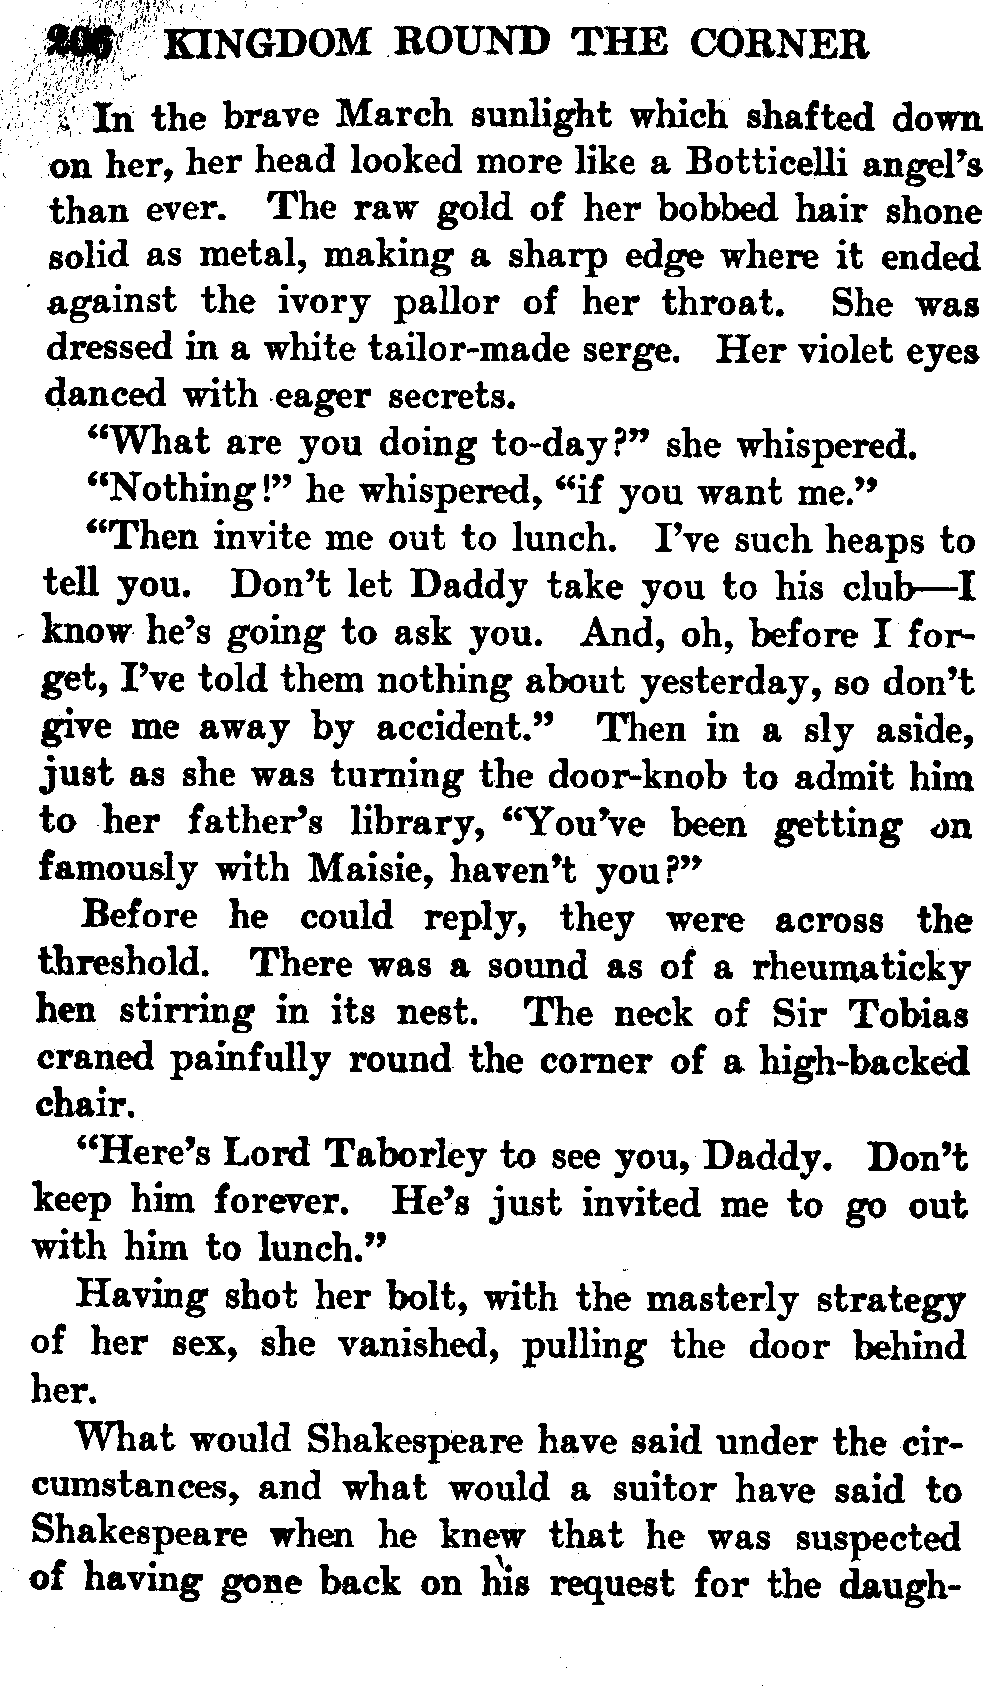 206 KINGDOM ROUND THE CORNER
In the brave March sunlight which shafted down
on her, her head looked more like a Botticelli angel's
than ever. The raw gold of her bobbed hair shone
solid as metal, making a sharp edge where it ended
against the ivory pallor of her throat. She was
dressed in a white tailor-made serge. Her violet eyes
danced with eager secrets.
"What are you doing to-day?" she whispered.
"Nothing!" he whispered, "if you want me."
"Then invite me out to lunch. I've such heaps to
tell you. Don't let Daddy take you to his club—I
know he's going to ask you. And, oh, before I for-
get, I've told them nothing about yesterday, so don't
give me away by accident." Then in a sly aside,
just as she was turning the door-knob to admit him
to her father's library, "You've been getting on
famously with Maisie, haven't you?"
Before he could reply, they were across the
threshold. There was a sound as of a rheumaticky
hen stirring in its nest. The neck of Sir Tobias
craned painfully round the corner of a high-backed
chair.
"Here's Lord Taborley to see you, Daddy. Don't
keep him forever. He's just invited me to go out
with him to lunch."
Having shot her bolt, with the masterly strategy
of her sex, she vanished, pulling the door behind
her.
What would Shakespeare have said under the cir-
cumstances, and what would a suitor have said to
Shakespeare when he knew that he was suspected
of having gone back on his request for the daugh-